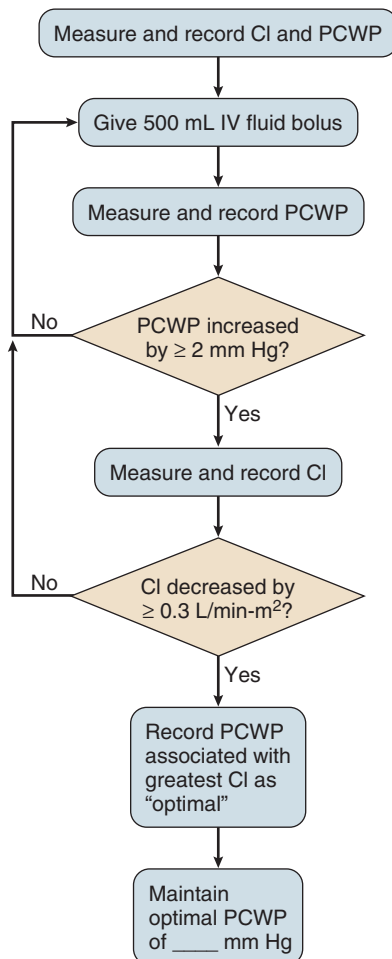 Measure and record CI and PCWP
Give 500 mL IV fluid bolus
Measure and record PCWP
PCWP increased
by ≥ 2 mm Hg?
No
Yes
Measure and record CI
CI decreased by
≥ 0.3 L/min-m²?
No
Yes
Record PCWP
associated with
greatest CI as
“optimal”
Maintain
optimal PCWP
of ____ mm Hg